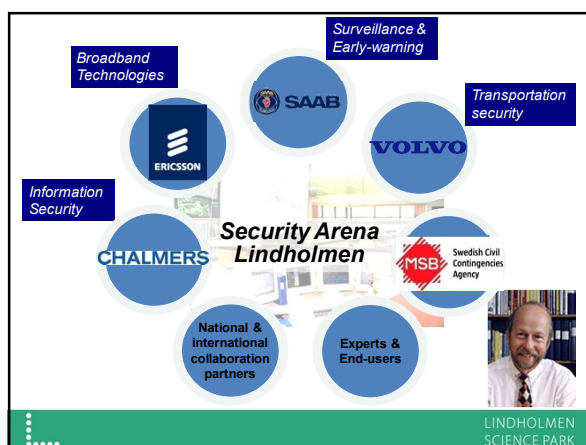 Surveillance &
Early-warning
Broadband
Technologies
SAAB
Transportation
security
ERICSSON
VOLVO
Information
Security
Security Arena
Lindholmen
CHALMERS
MSB
Swedish Civil
Contingencies
Agency
National &
international
collaboration
partners
Experts &
End-users
LINDHOLMEN
SCIENCE PARK